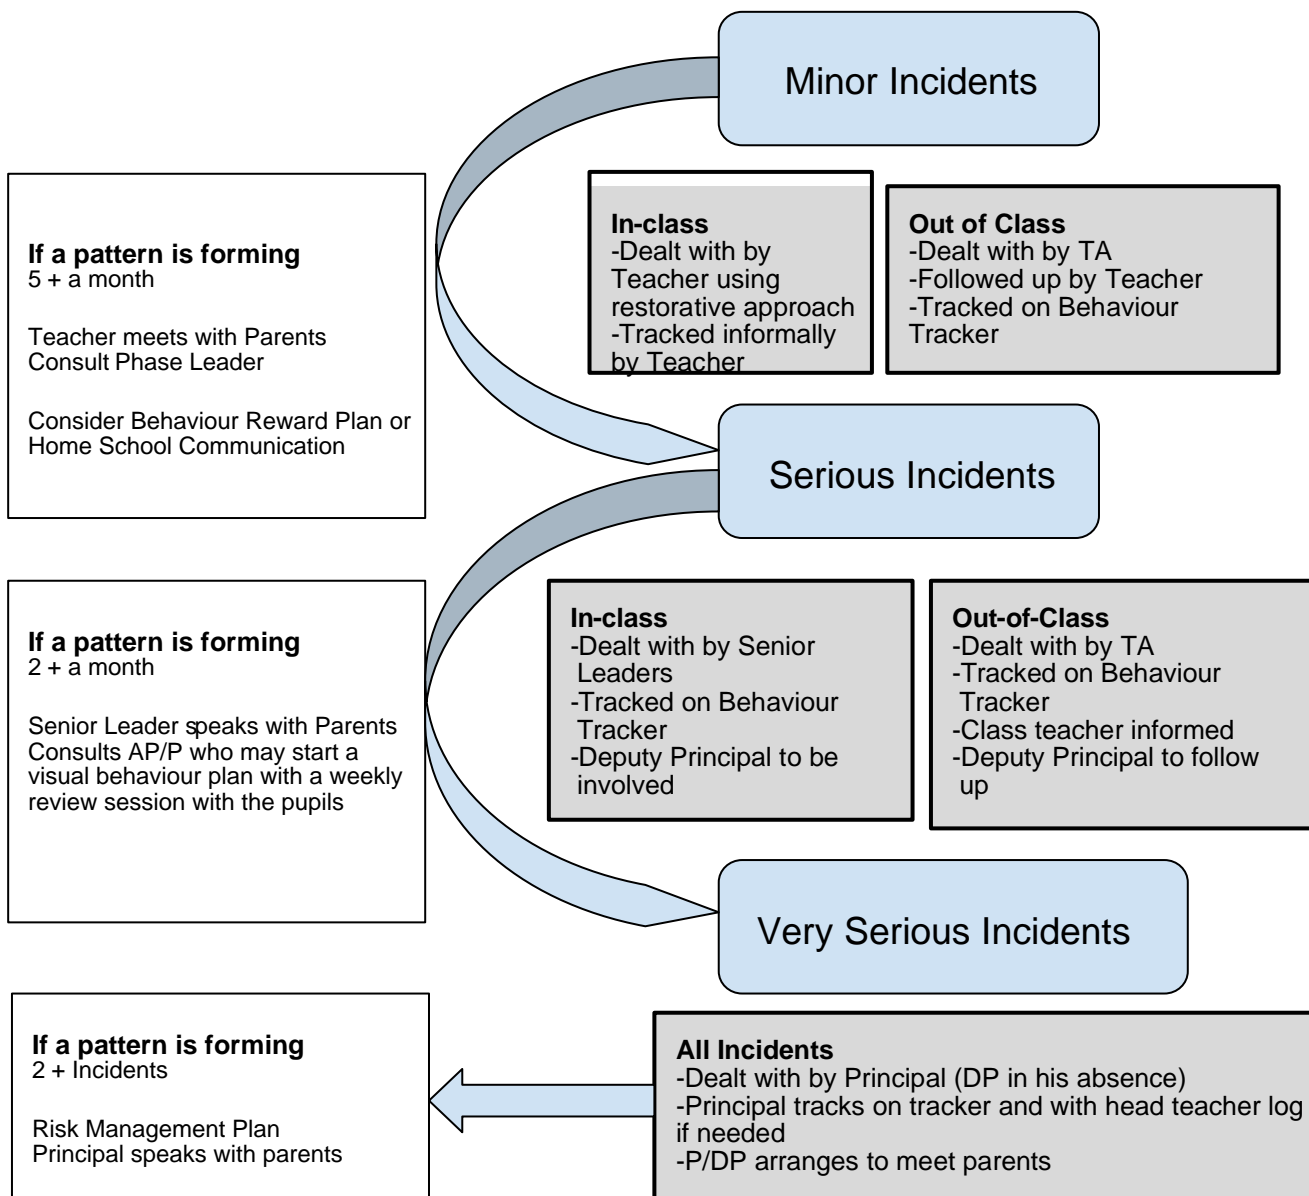 Minor Incidents
If a pattern is forming
5 + a month
Teacher meets with Parents
Consult Phase Leader
Consider Behaviour Reward Plan or
Home School Communication
In-class
-Dealt with by
Teacher using
restorative approach
-Tracked informally
by Teacher
Out of Class
-Dealt with by TA
-Followed up by Teacher
-Tracked on Behaviour
Tracker
Serious Incidents
If a pattern is forming
2 + a month
Senior Leader speaks with Parents
Consults AP/P who may start a
visual behaviour plan with a weekly
review session with the pupils
In-class
-Dealt with by Senior
Leaders
-Tracked on Behaviour
Tracker
-Deputy Principal to be
involved
Out-of-Class
-Dealt with by TA
-Tracked on Behaviour
Tracker
-Class teacher informed
-Deputy Principal to follow
up
Very Serious Incidents
If a pattern is forming
2 + Incidents
Risk Management Plan
Principal speaks with parents
All Incidents
-Dealt with by Principal (DP in his absence)
-Principal tracks on tracker and with head teacher log
if needed
-P/DP arranges to meet parents